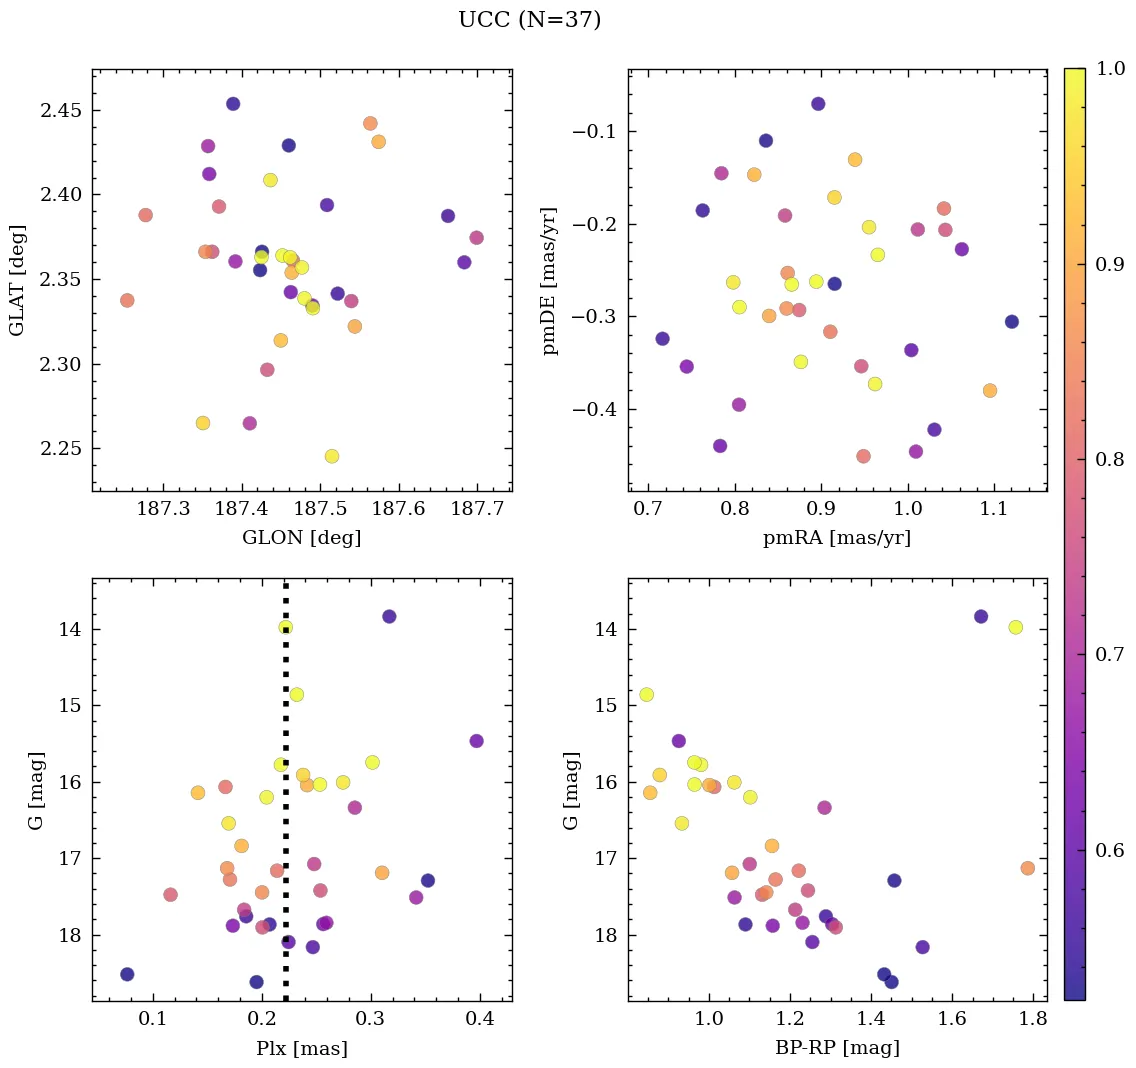 UCC (N=37)
2.45
2.40
2.35
2.30
2.25
GLAT [deg]
187.3 187.4 187.5 187.6 187.7
GLON [deg]
−0.1
−0.2
−0.3
−0.4
pmDE [mas/yr]
0.7 0.8 0.9 1.0 1.1
pmRA [mas/yr]
14
15
16
17
18
G [mag]
0.1 0.2 0.3 0.4
Plx [mas]
14
15
16
17
18
G [mag]
1.0 1.2 1.4 1.6 1.8
BP-RP [mag]
1.0
0.9
0.8
0.7
0.6